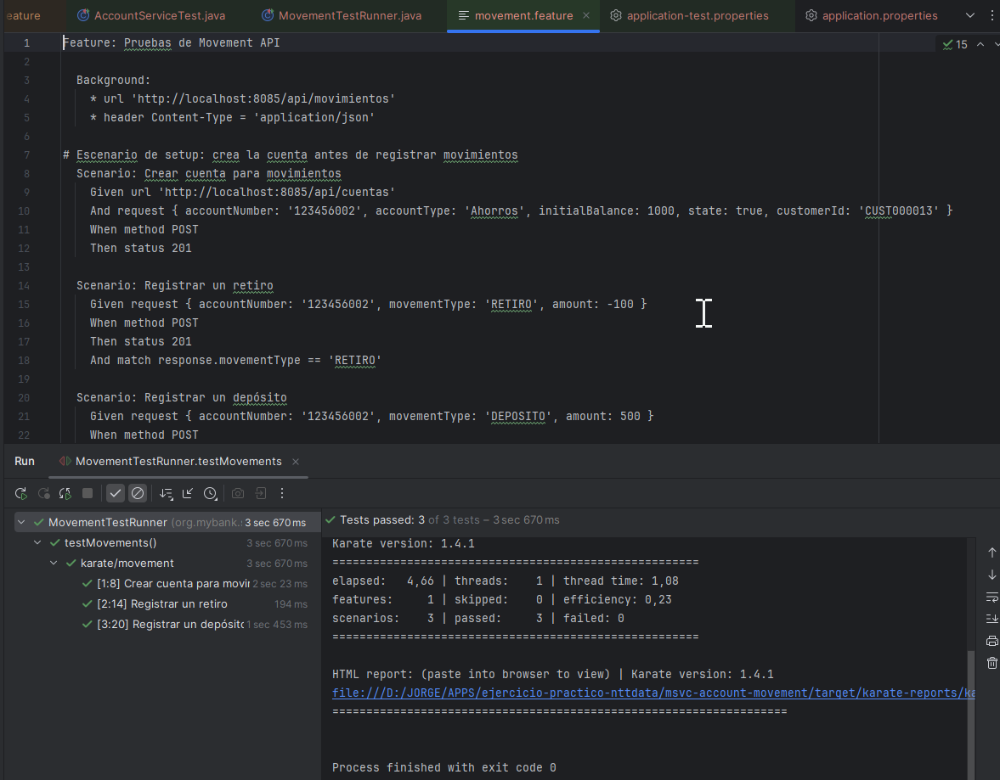 eature AccountServiceTest.java MovementTestRunner.java movement.feature application-test.properties application.properties
1 Feature: Pruebas de Movement API 15
2
3 Background:
4 * url 'http://localhost:8085/api/movimientos'
5 * header Content-Type = 'application/json'
6
7 # Escenario de setup: crea la cuenta antes de registrar movimientos
8 Scenario: Crear cuenta para movimientos
9 Given url 'http://localhost:8085/api/cuentas'
10 And request { accountNumber: '123456002', accountType: 'Ahorros', initialBalance: 1000, state: true, customerId: 'CUST000013' }
11 When method POST
12 Then status 201
13
14 Scenario: Registrar un retiro
15 Given request { accountNumber: '123456002', movementType: 'RETIRO', amount: -100 }
16 When method POST
17 Then status 201
18 And match response.movementType == 'RETIRO'
19
20 Scenario: Registrar un depósito
21 Given request { accountNumber: '123456002', movementType: 'DEPOSITO', amount: 500 }
22 When method POST
Run MovementTestRunner.testMovements
MovementTestRunner (org.mybank. 3 sec 670 ms
testMovements() 3 sec 670 ms
karate/movement 3 sec 670 ms
[1:8] Crear cuenta para movir 2 sec 23 ms
[2:14] Registrar un retiro 194 ms
[3:20] Registrar un depósito 1 sec 453 ms
Tests passed: 3 of 3 tests – 3 sec 670 ms
Karate version: 1.4.1
======================================================
elapsed: 4,66 | threads: 1 | thread time: 1,08
features: 1 | skipped: 0 | efficiency: 0,23
scenarios: 3 | passed: 3 | failed: 0
======================================================
HTML report: (paste into browser to view) | Karate version: 1.4.1
file:///D:/JORGE/APPS/ejercicio-practico-nttdata/msvc-account-movement/target/karate-reports/ka
===================================================================
Process finished with exit code 0